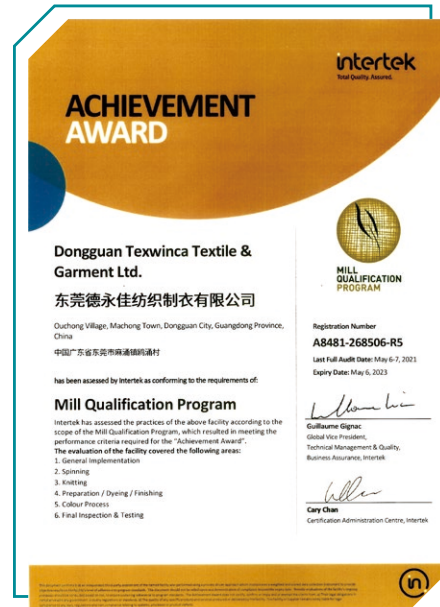 intertek
Total Quality. Assured.
ACHIEVEMENT
AWARD
Dongguan Texwinca Textile &
Garment Ltd.
东莞德永佳纺织制衣有限公司
Ouchong Village, Machong Town, Dongguan City, Guangdong Province,
China
中国广东省东莞市麻涌镇鸥涌村
has been assessed by Intertek as conforming to the requirements of:
Mill Qualification Program
Intertek has assessed the practices of the above facility according to the
scope of the Mill Qualification Program, which resulted in meeting the
performance criteria required for the "Achievement Award".
The evaluation of the facility covered the following areas:
1. General Implementation
2. Spinning
3. Knitting
4. Preparation / Dyeing / Finishing
5. Colour Process
6. Final Inspection & Testing
MILL
QUALIFICATION
PROGRAM
Registration Number
A8481-268506-R5
Last Full Audit Date: May 6-7, 2021
Expiry Date: May 6, 2023
Guillaume Gignac
Global Vice President,
Technical Management & Quality,
Business Assurance, Intertek
Cary Chan
Certification Administration Centre, Intertek
in